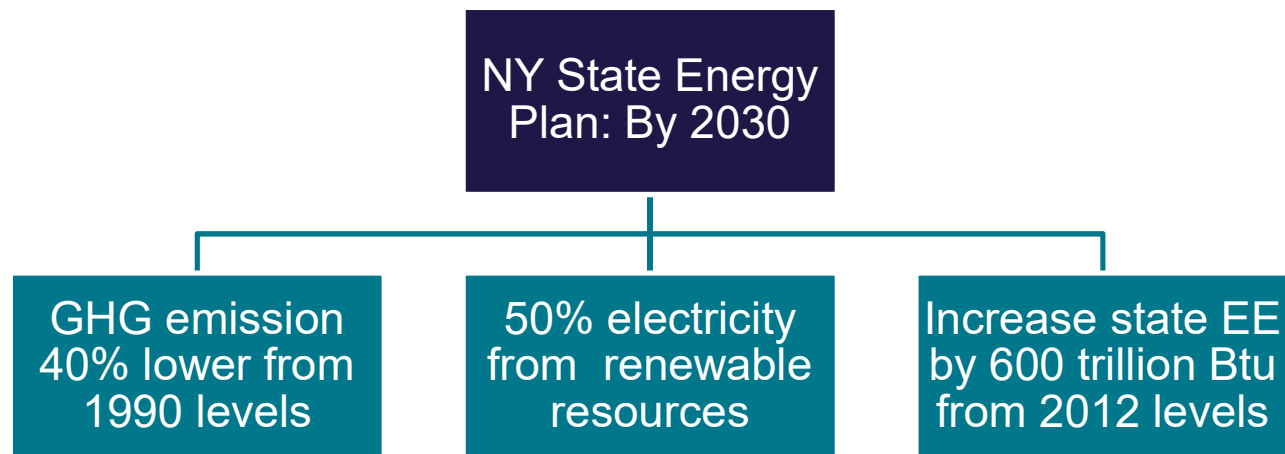 NY State Energy
Plan: By 2030
GHG emission
40% lower from
1990 levels
50% electricity
from  renewable
resources
Increase state EE
by 600 trillion Btu
from 2012 levels